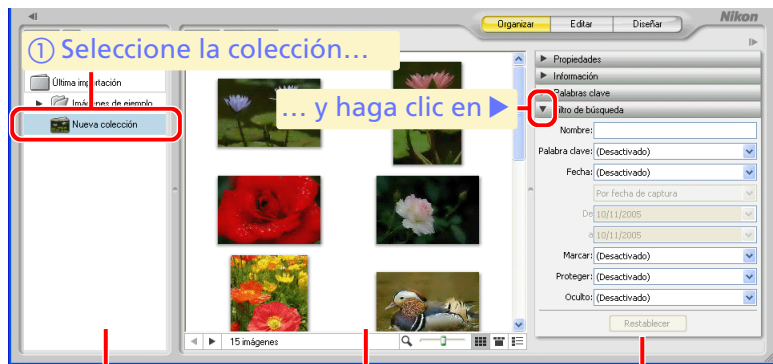 Organizar
Editar
Diseñar
Nikon
① Seleccione la colección…
Última importación
Imágenes de ejemplo
Nueva colección
… y haga clic en ▶
15 imágenes
Propiedades
Información
Palabras clave
Filtro de búsqueda
Nombre:
Palabra clave: (Desactivado)
Fecha: (Desactivado)
Por fecha de captura
De 10/11/2005
a 10/11/2005
Marcar: (Desactivado)
Proteger: (Desactivado)
Oculto: (Desactivado)
Restablecer